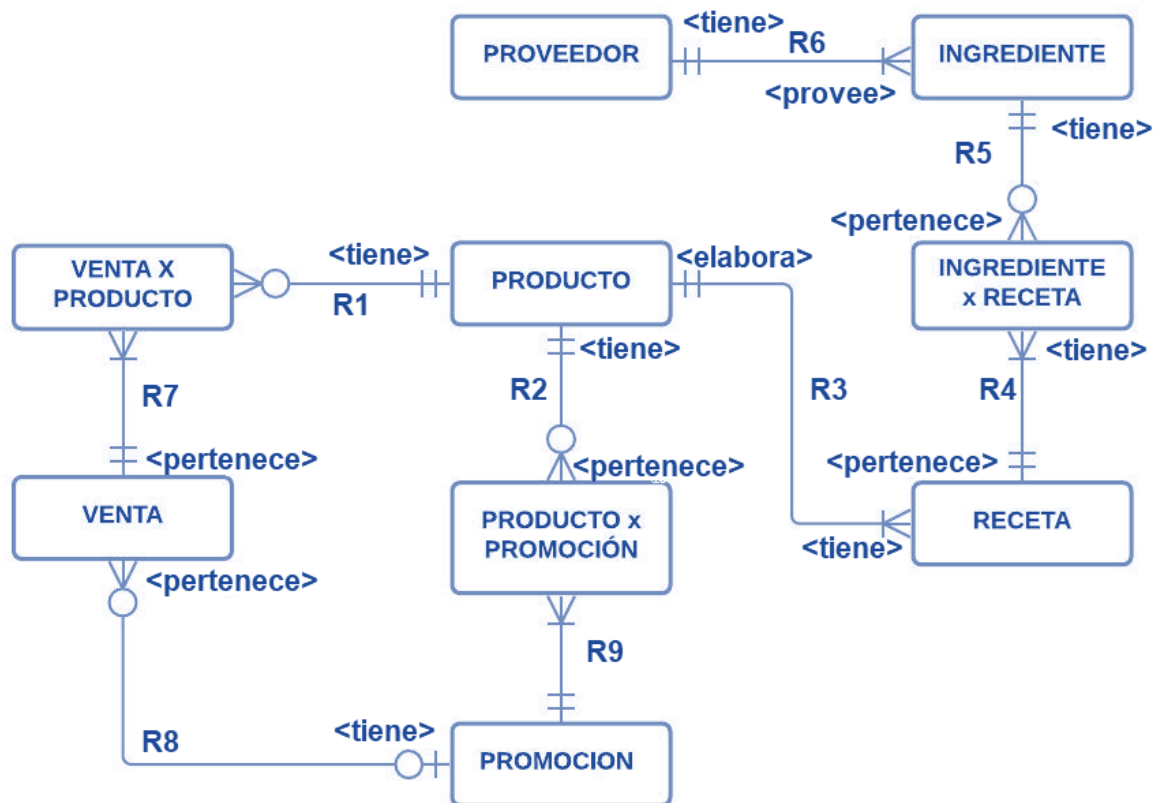 <tiene>
R6
PROVEEDOR
INGREDIENTE
<provee>
<tiene>
R5
<pertenece>
<tiene>
<elabora>
VENTA X
PRODUCTO
PRODUCTO
INGREDIENTE
x RECETA
R1
<tiene>
<tiene>
R7
R2
R3
R4
<pertenece>
<pertenece>
<pertenece>
VENTA
PRODUCTO x
PROMOCIÓN
RECETA
<tiene>
<pertenece>
R9
<tiene>
R8
PROMOCION